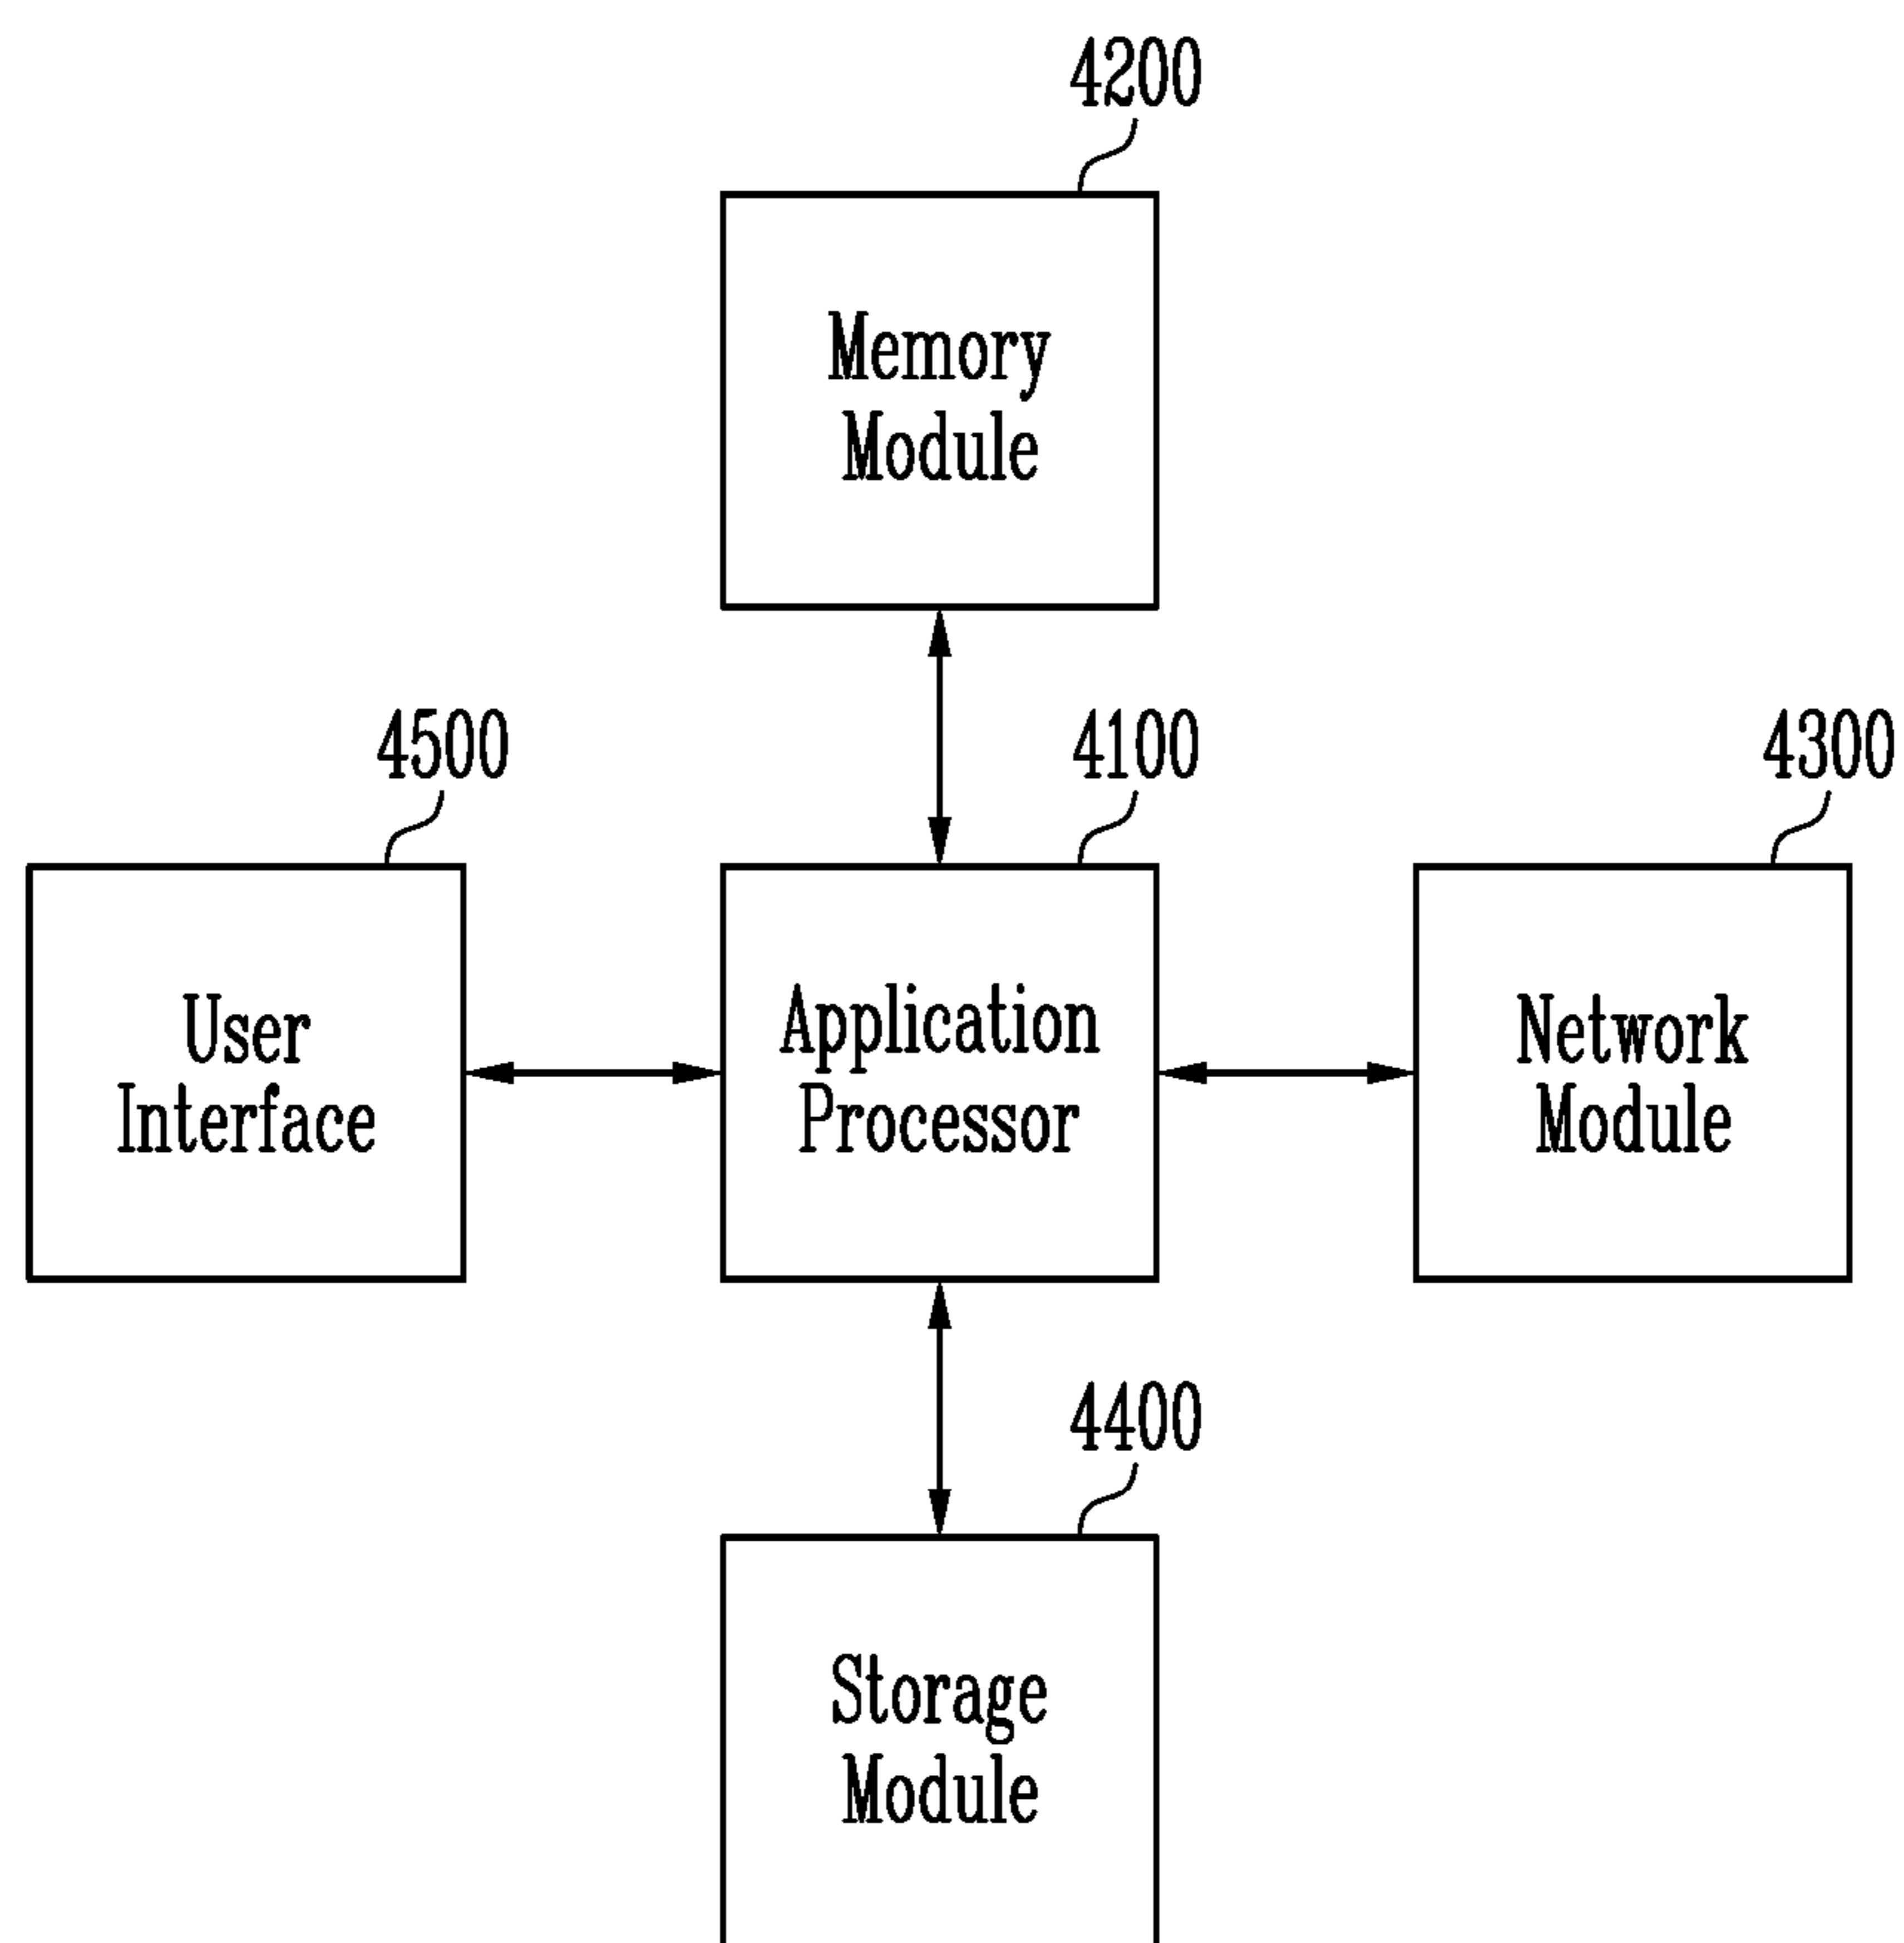 4200
Memory
Module
4500
4100
4300
User
Interface
Application
Processor
Network
Module
4400
Storage
Module